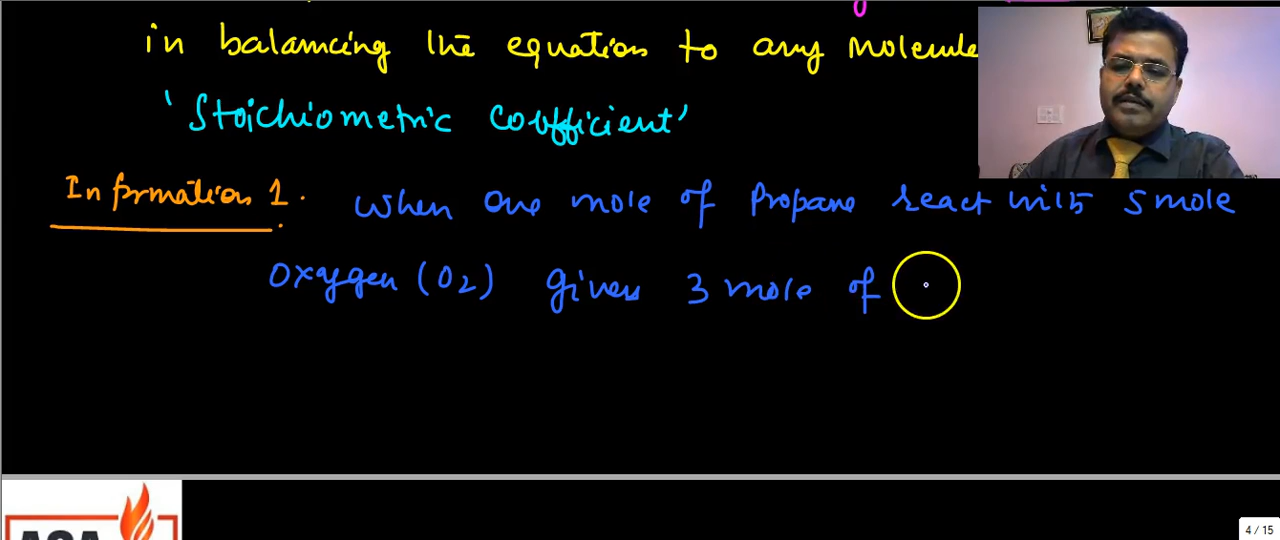 in balancing the equation to any molecule
'Stoichiometric coefficient'
Information 1. When one mole of Propane react with 5 mole
Oxygen (O2) gives 3 mole of
4 / 15